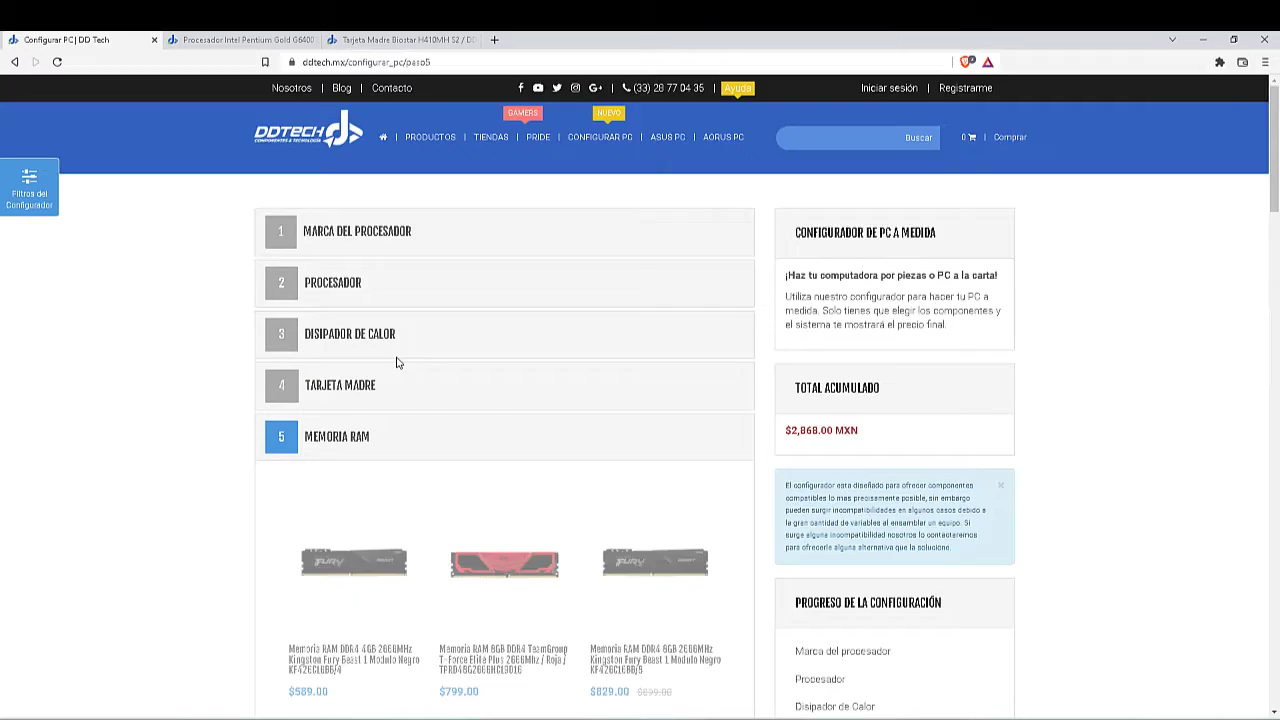 Configurar PC | DD Tech
Procesador Intel Pentium Gold G6400
Tarjeta Madre Biostar H410MH S2 / DD
ddtech.mx/configurar_pc/paso5
Nosotros | Blog | Contacto
(33) 28 77 04 35 | Ayuda
Iniciar sesión | Registrarme
GAMERS
NUEVO
DDTECH
COMPONENTES & TECNOLOGÍA
| PRODUCTOS | TIENDAS | PRIDE | CONFIGURAR PC | ASUS PC | AORUS PC
Buscar
0 | Comprar
Filtros del
Configurador
1 MARCA DEL PROCESADOR
2 PROCESADOR
3 DISIPADOR DE CALOR
4 TARJETA MADRE
5 MEMORIA RAM
FURY
FURY
Memoria RAM DDR4 4GB 2666MHz
Kingston Fury Beast 1 Modulo Negro
KF426C16BB/4
$589.00
Memoria RAM 8GB DDR4 TeamGroup
T-Force Elite Plus 2666Mhz / Roja /
TPRD48G2666HC19016
$799.00
Memoria RAM DDR4 8GB 2666MHz
Kingston Fury Beast 1 Modulo Negro
$829.00 $899.00
CONFIGURADOR DE PC A MEDIDA
¡Haz tu computadora por piezas o PC a la carta!
Utiliza nuestro configurador para hacer tu PC a
medida. Solo tienes que elegir los componentes y
el sistema te mostrará el precio final.
TOTAL ACUMULADO
$2,868.00 MXN
El configurador esta diseñado para ofrecer componentes
compatibles lo mas precisamente posible, sin embargo
pueden surgir incompatibilidades en algunos casos debido a
la gran cantidad de variables al ensamblar un equipo. Si
surge alguna incompatibilidad nosotros lo contactaremos
para ofrecerle alguna alternativa que la solucione.
PROGRESO DE LA CONFIGURACIÓN
Marca del procesador
Procesador
Disipador de Calor